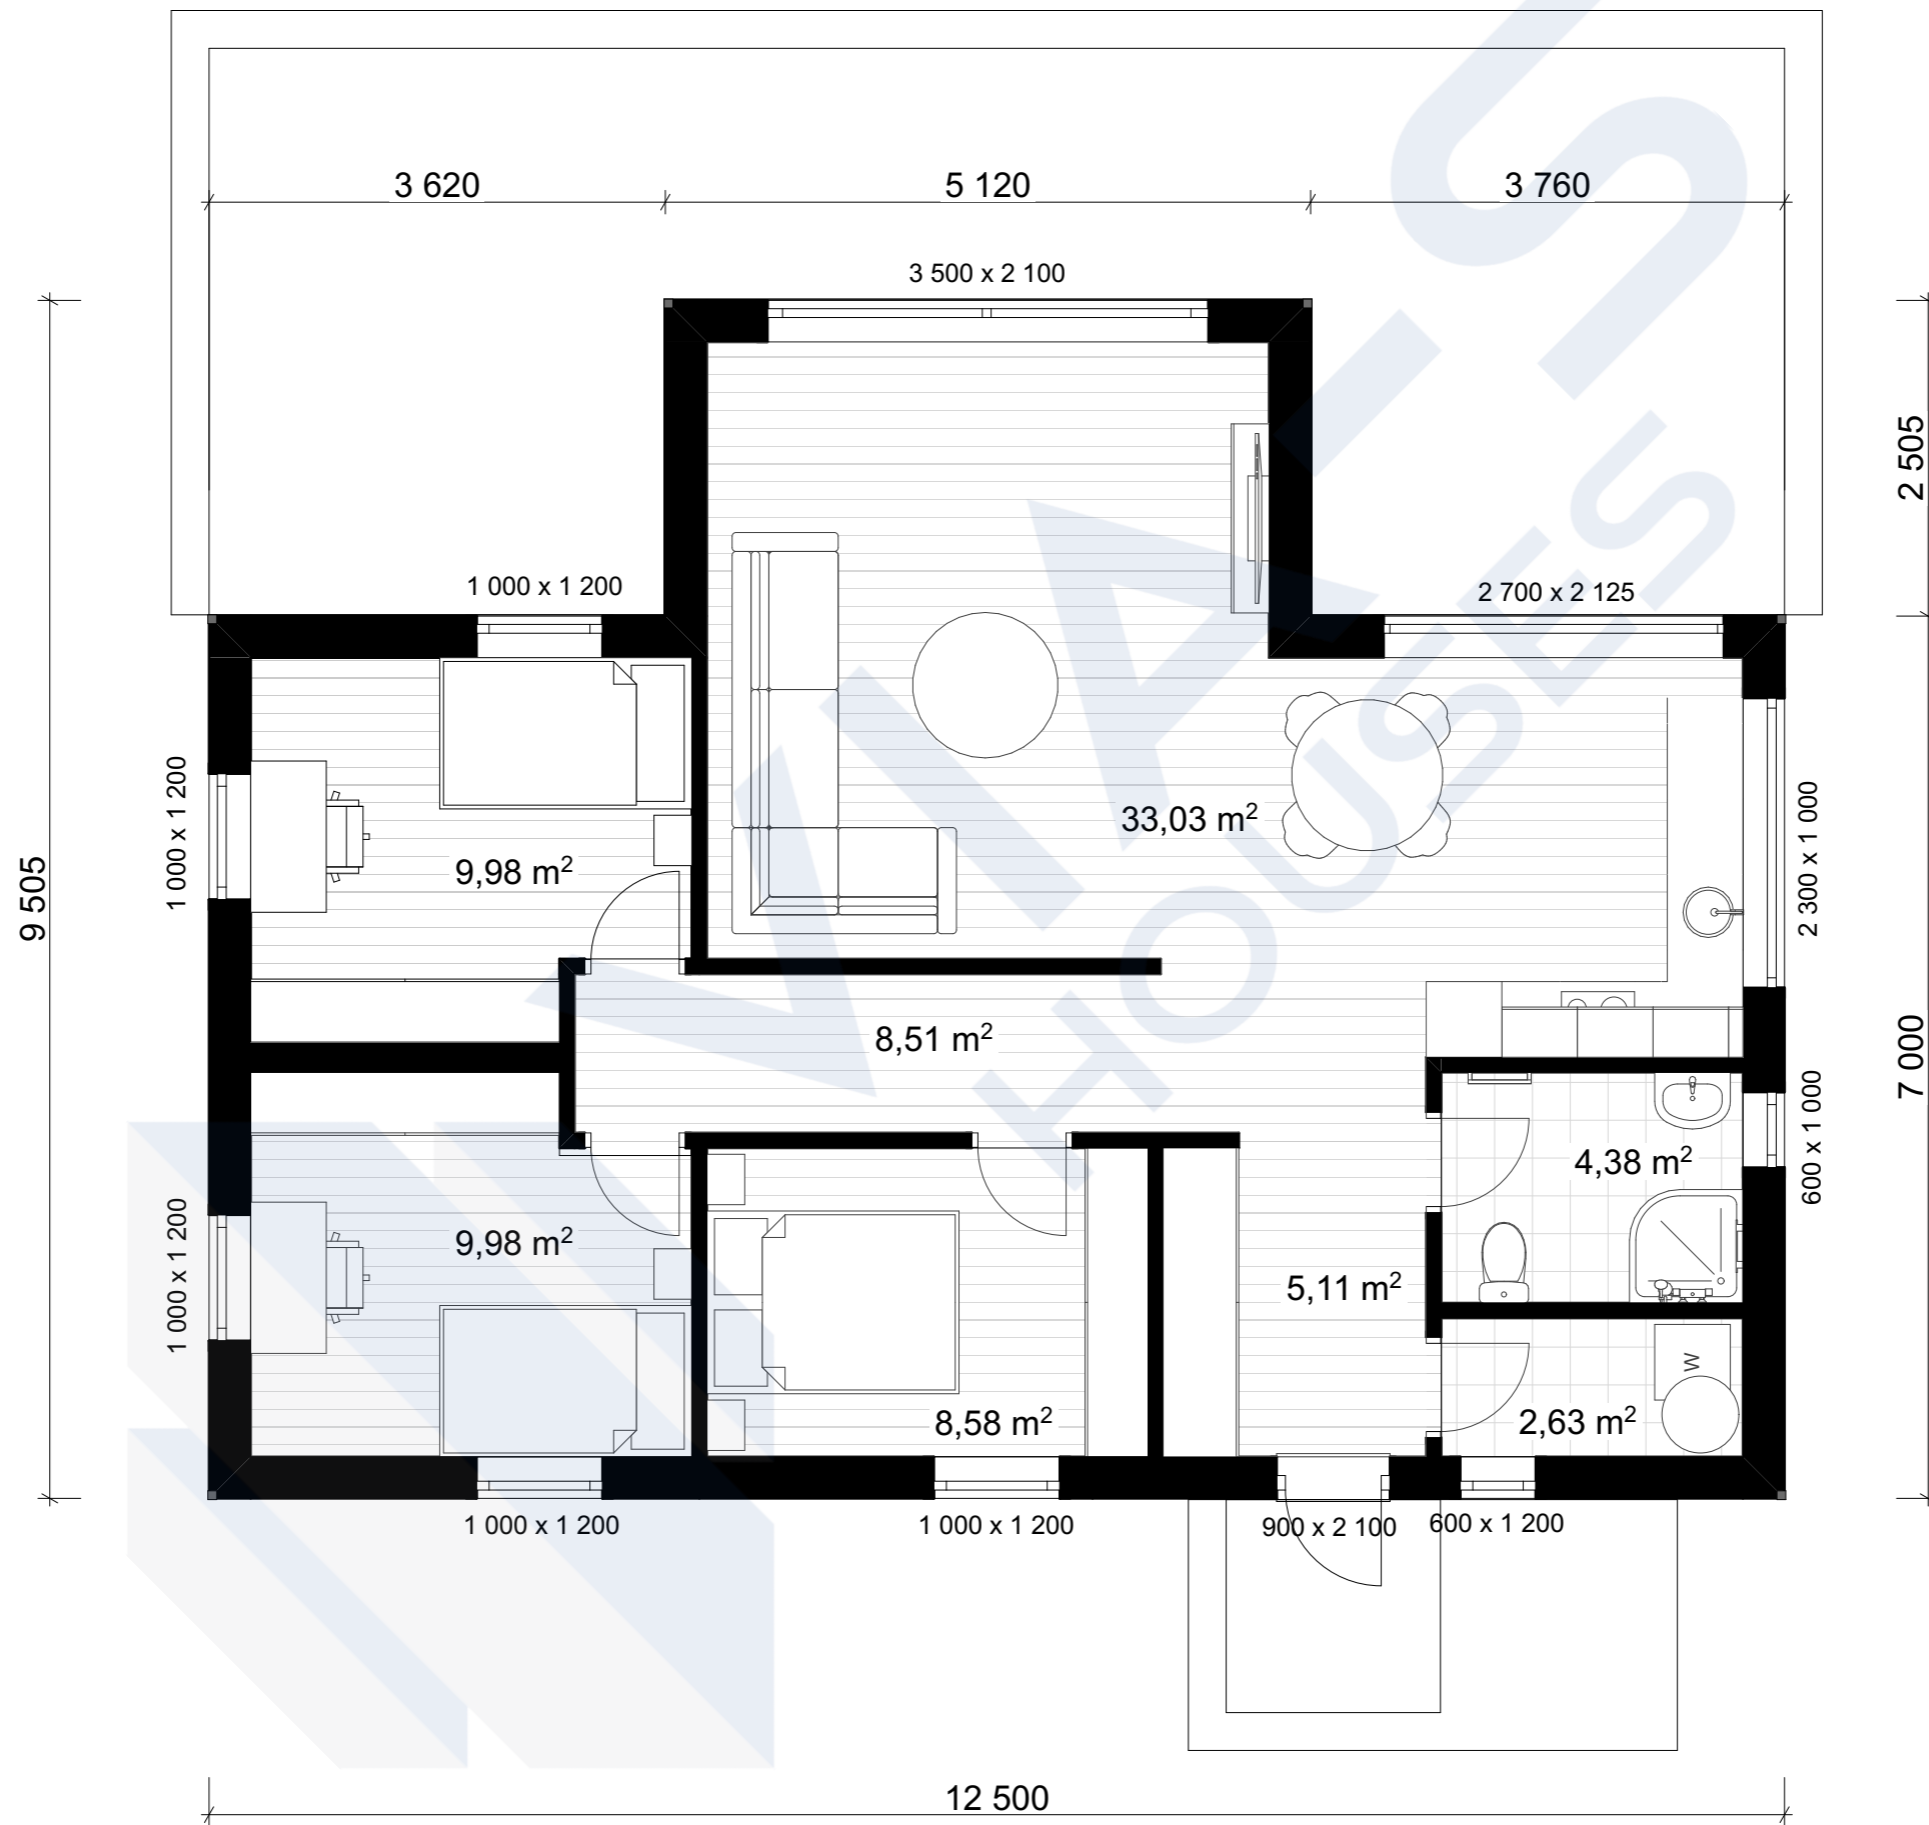 3 620
5 120
3 760
3 500 x 2 100
2 505
1 000 x 1 200
2 700 x 2 125
1 000 x 1 200
2 300 x 1 000
33,03 m²
9,98 m²
9 505
8,51 m²
7 000
600 x 1 000
4,38 m²
1 000 x 1 200
9,98 m²
5,11 m²
W
8,58 m²
2,63 m²
1 000 x 1 200
1 000 x 1 200
900 x 2 100
600 x 1 200
12 500
VIA-S
HOUSES